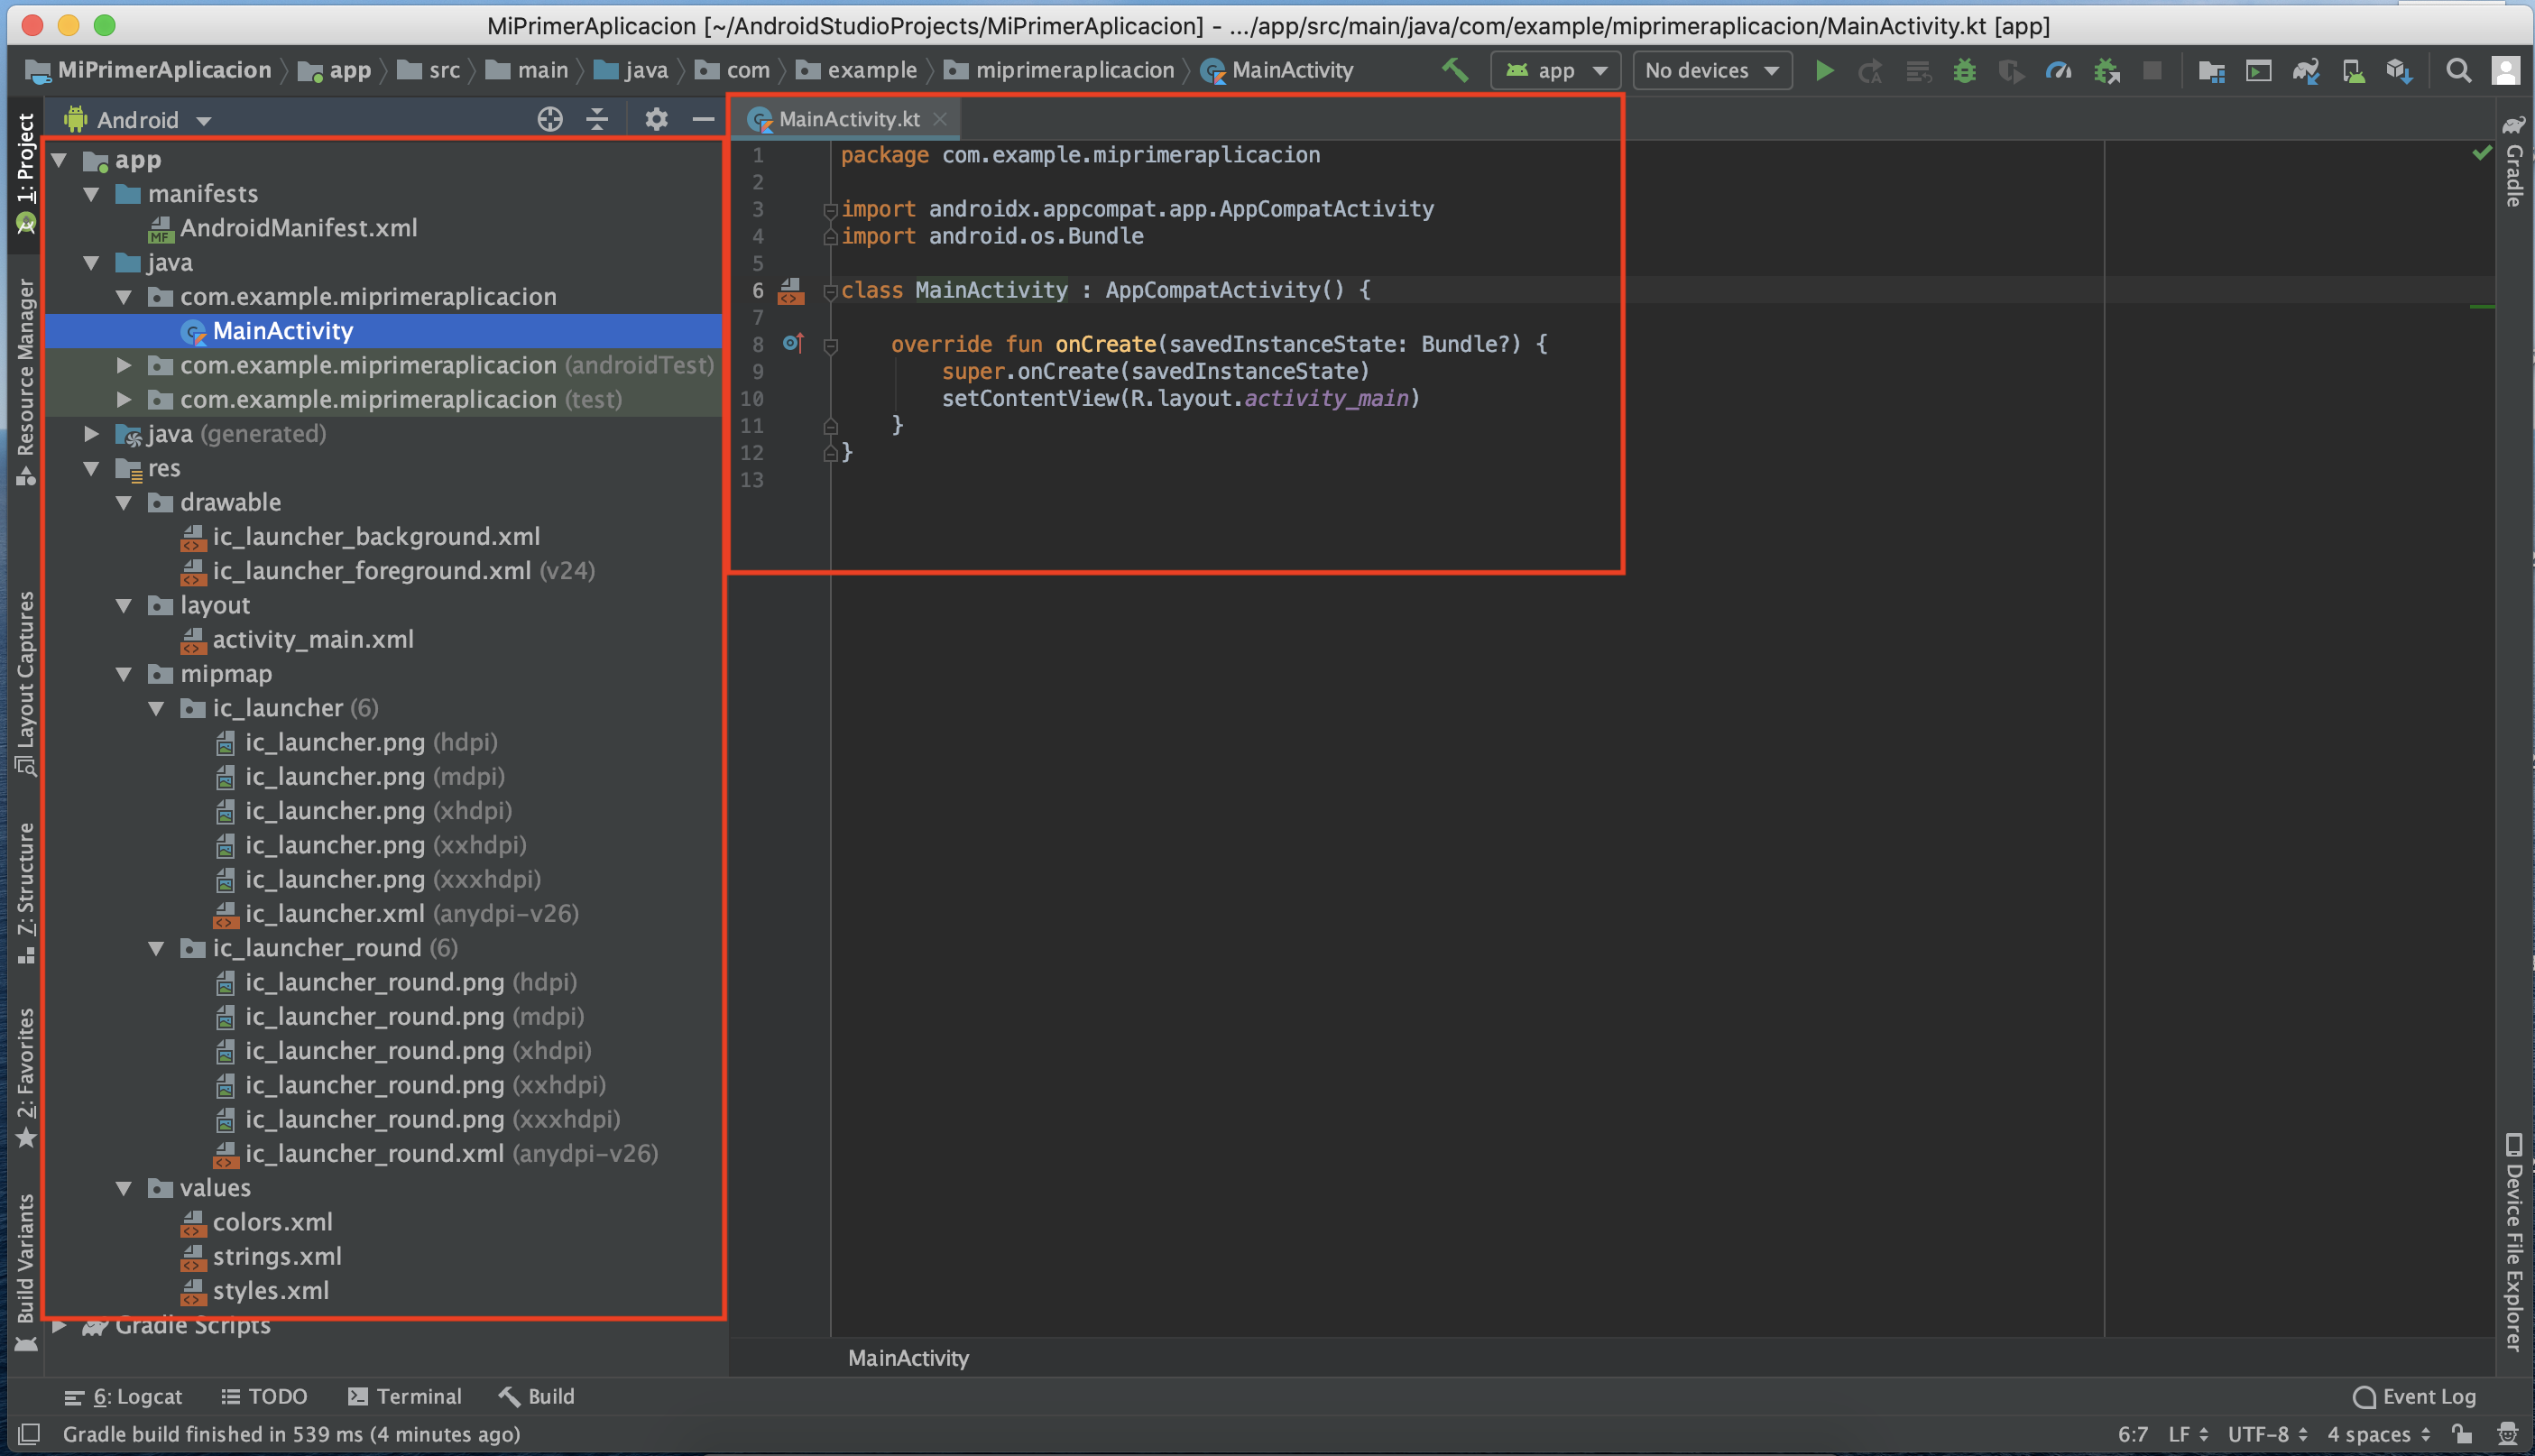 MiPrimerAplicacion [~/AndroidStudioProjects/MiPrimerAplicacion] - .../app/src/main/java/com/example/miprimeraplicacion/MainActivity.kt [app]
MiPrimerAplicacion app src main java com example miprimeraplicacion MainActivity app No devices
Android
MainActivity.kt
1: Project
Resource Manager
Layout Captures
7: Structure
2: Favorites
Build Variants
app
manifests
AndroidManifest.xml
java
com.example.miprimeraplicacion
MainActivity
com.example.miprimeraplicacion (androidTest)
com.example.miprimeraplicacion (test)
java (generated)
res
drawable
ic_launcher_background.xml
ic_launcher_foreground.xml (v24)
layout
activity_main.xml
mipmap
ic_launcher (6)
ic_launcher.png (hdpi)
ic_launcher.png (mdpi)
ic_launcher.png (xhdpi)
ic_launcher.png (xxhdpi)
ic_launcher.png (xxxhdpi)
ic_launcher.xml (anydpi-v26)
ic_launcher_round (6)
ic_launcher_round.png (hdpi)
ic_launcher_round.png (mdpi)
ic_launcher_round.png (xhdpi)
ic_launcher_round.png (xxhdpi)
ic_launcher_round.png (xxxhdpi)
ic_launcher_round.xml (anydpi-v26)
values
colors.xml
strings.xml
styles.xml
Gradle Scripts
1 package com.example.miprimeraplicacion
2
3 import androidx.appcompat.app.AppCompatActivity
4 import android.os.Bundle
5
6 class MainActivity : AppCompatActivity() {
7
8 override fun onCreate(savedInstanceState: Bundle?) {
9 super.onCreate(savedInstanceState)
10 setContentView(R.layout.activity_main)
11 }
12 }
13
MainActivity
Gradle
Device File Explorer
6: Logcat TODO Terminal Build Event Log
Gradle build finished in 539 ms (4 minutes ago) 6:7 LF UTF-8 4 spaces